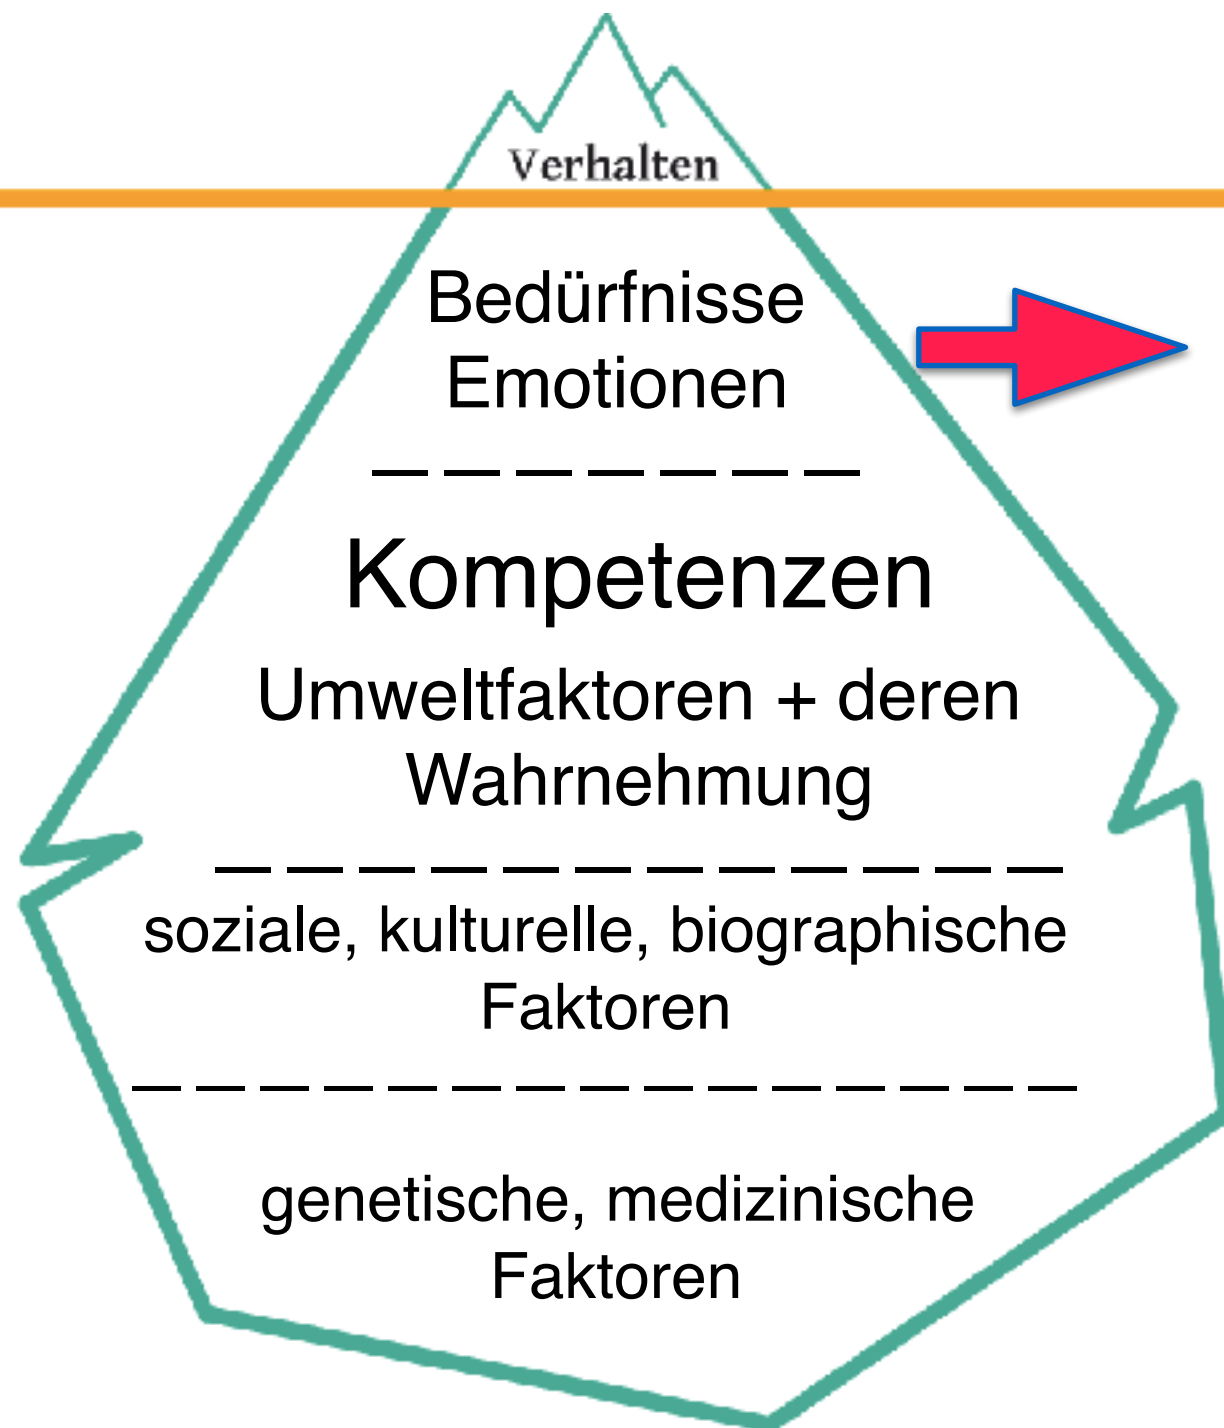 Verhalten
Bedürfnisse
Emotionen
Kompetenzen
Umweltfaktoren + deren
Wahrnehmung
soziale, kulturelle, biographische
Faktoren
genetische, medizinische
Faktoren